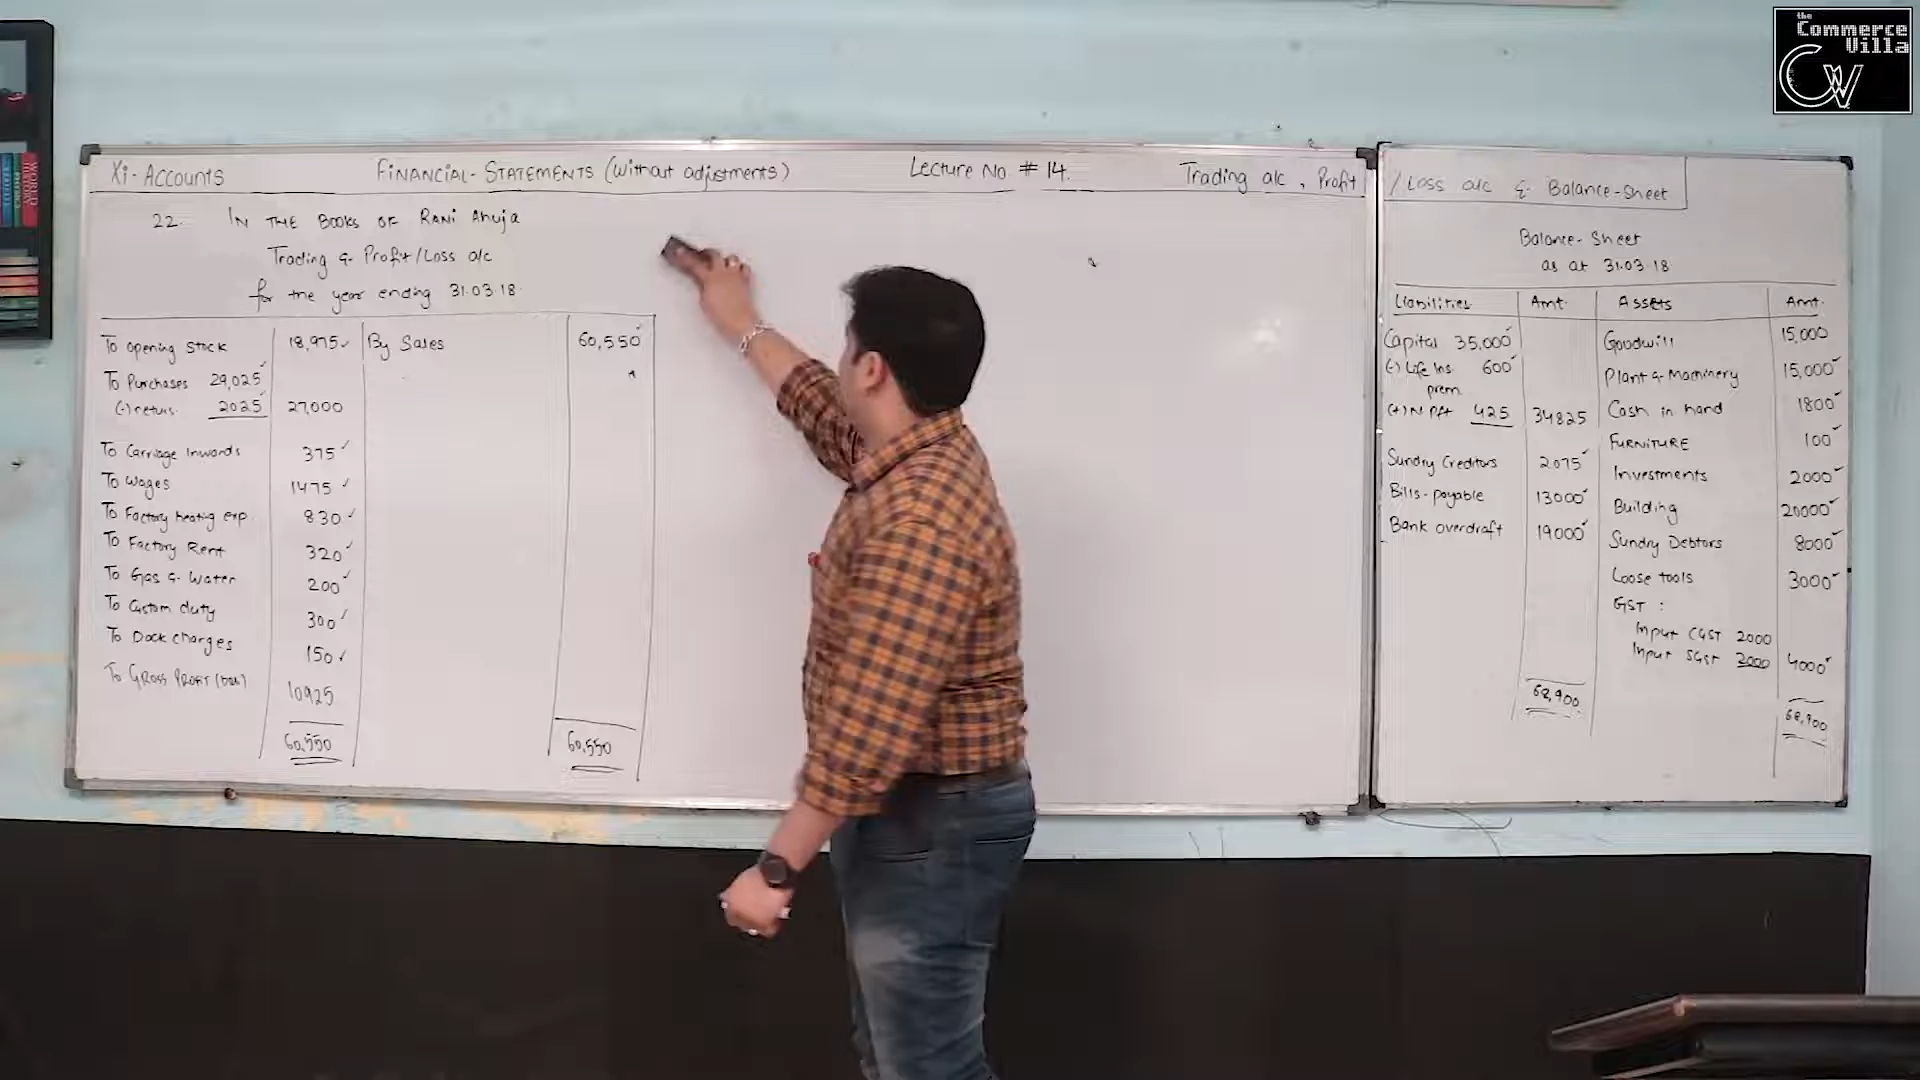 the
Commerce
Villa
CW
XI- Accounts
FINANCIAL- STATEMENTS (without adjustments)
Lecture No. # 14.
Trading a/c , Profit
/ Loss a/c & Balance-Sheet
22. IN THE BOOKS OF RANI Ahuja
Trading & Profit/Loss a/c
for the year ending 31.03.18.
To opening stock 18,975 By Sales 60,550
To Purchases 29,025
(-) returs. 2025 27,000
To Carriage Inwards 375
To Wages 1475
To Factory heating exp. 830
To Factory Rent 320
To Gas & Water 200
To Custom duty 300
To Dock charges 150
To GROSS PROFIT 10925
60,550 60,550
Balance- Sheet
as at 31.03.18
Liabilities Amt. Assets Amt.
Capital 35,000 Goodwill 15,000
(-) Life Ins. 600 Plant & Machinery 15,000
prem.
(+) N. Pft 425 34825 Cash in hand 1800
FURNITURE 100
Sundry Creditors 2075 Investments 2000
Bills-payable 13000 Building 20000
Bank overdraft 19000 Sundry Debtors 8000
Loose tools 3000
GST :
Input CGST 2000
Input SGST 2000 4000
68,900 68,900
WORLD
PHYSICS